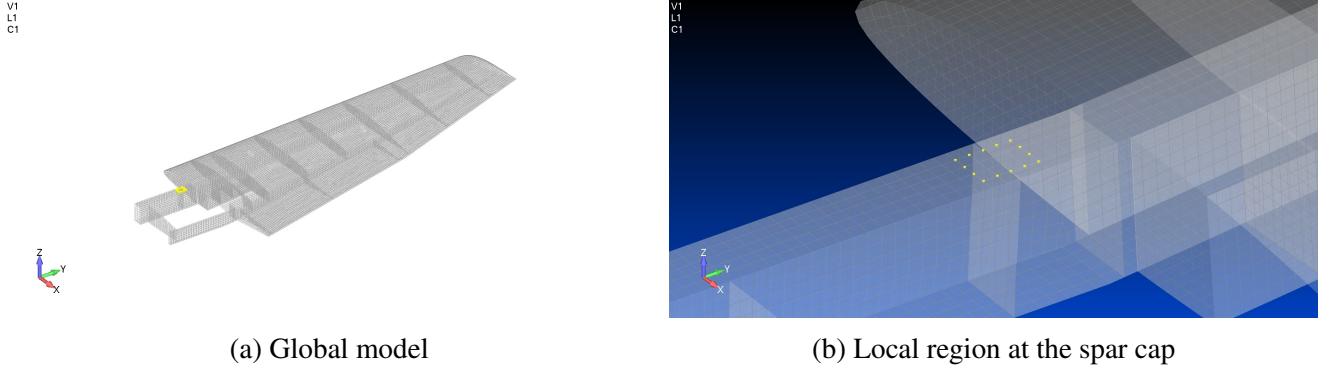 V1
L1
C1
Z
Y
X
(a) Global model
V1
L1
C1
Z
Y
X
(b) Local region at the spar cap